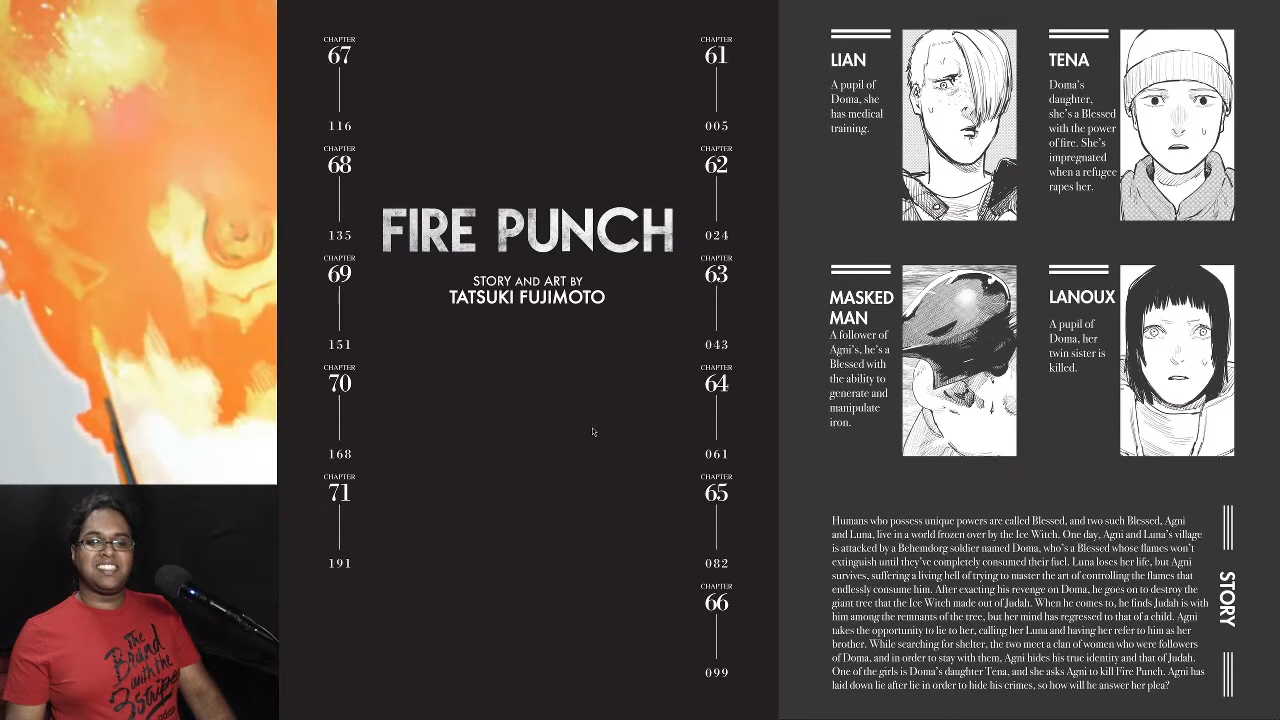 CHAPTER
67
116
CHAPTER
68
135
CHAPTER
69
151
CHAPTER
70
168
CHAPTER
71
191
FIRE PUNCH
STORY AND ART BY
TATSUKI FUJIMOTO
CHAPTER
61
005
CHAPTER
62
024
CHAPTER
63
043
CHAPTER
64
061
CHAPTER
65
082
CHAPTER
66
099
LIAN
A pupil of
Doma, she
has medical
training.
TENA
Doma's
daughter,
she's a Blessed
with the power
of fire. She's
impregnated
when a refugee
rapes her.
MASKED
MAN
A follower of
Agni's, he's a
Blessed with
the ability to
generate and
manipulate
iron.
LANOUX
A pupil of
Doma, her
twin sister is
killed.
STORY
Humans who possess unique powers are called Blessed, and two such Blessed, Agni
and Luna, live in a world frozen over by the Ice Witch. One day, Agni and Luna's village
is attacked by a Behemdorg soldier named Doma, who's a Blessed whose flames won't
extinguish until they've completely consumed their fuel. Luna loses her life, but Agni
survives, suffering a living hell of trying to master the art of controlling the flames that
endlessly consume him. After exacting his revenge on Doma, he goes on to destroy the
giant tree that the Ice Witch made out of Judah. When he comes to, he finds Judah is with
him among the remnants of the tree, but her mind has regressed to that of a child. Agni
takes the opportunity to lie to her, calling her Luna and having her refer to him as her
brother. While searching for shelter, the two meet a clan of women who were followers
of Doma, and in order to stay with them, Agni hides his true identity and that of Judah.
One of the girls is Doma's daughter Tena, and she asks Agni to kill Fire Punch. Agni has
laid down lie after lie in order to hide his crimes, so how will he answer her plea?
the
Brand
with the
3 stripes